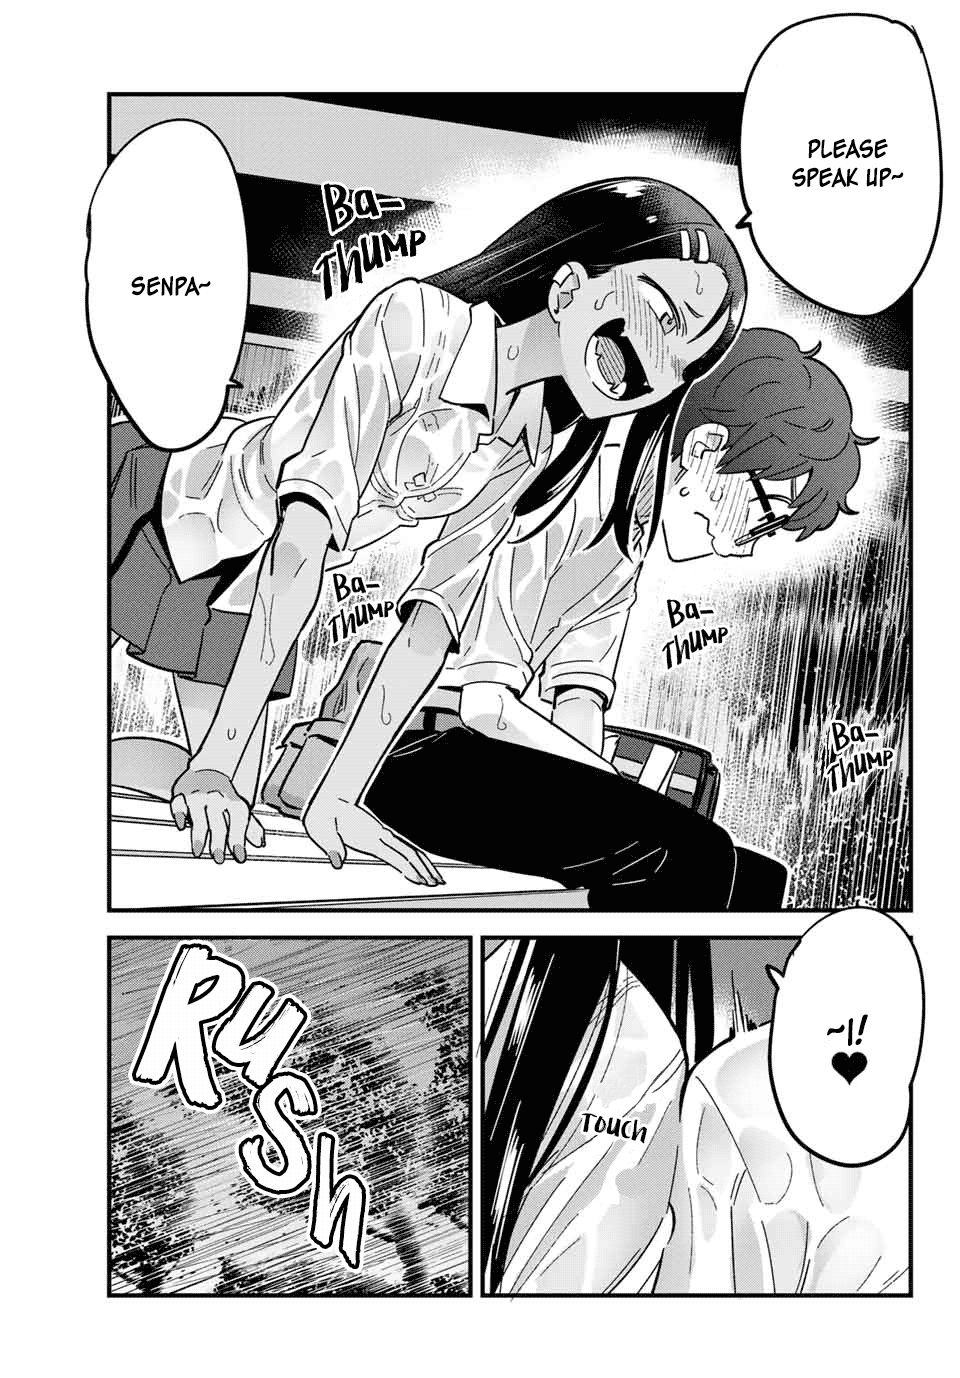 PLEASE
SPEAK UP~
Ba-
Thump
SENPA~
Ba-
Thump
Ba-
Thump
Ba-
Thump
~I!
♥
Touch
Rush